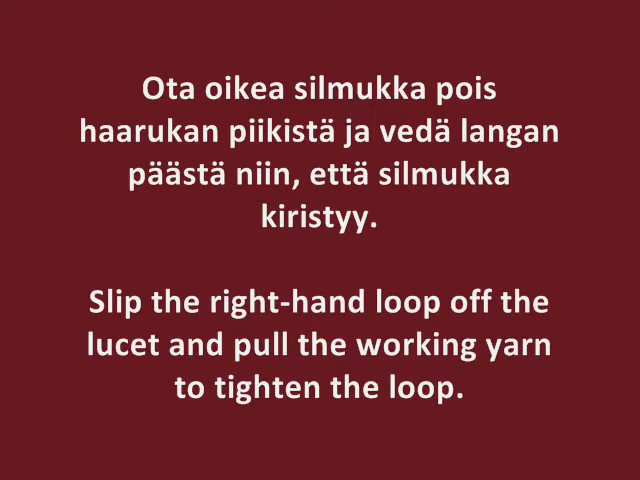 Ota oikea silmukka pois
haarukan piikistä ja vedä langan
päästä niin, että silmukka
kiristyy.
Slip the right-hand loop off the
lucet and pull the working yarn
to tighten the loop.